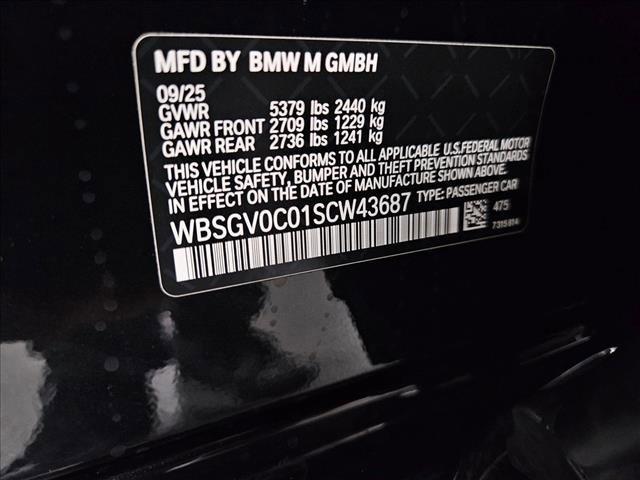 MFD BY BMW M GMBH
09/25
GVWR 5379 lbs 2440 kg
GAWR FRONT 2709 lbs 1229 kg
GAWR REAR 2736 lbs 1241 kg
THIS VEHICLE CONFORMS TO ALL APPLICABLE U.S.FEDERAL MOTOR
VEHICLE SAFETY, BUMPER AND THEFT PREVENTION STANDARDS
IN EFFECT ON THE DATE OF MANUFACTURE SHOWN ABOVE.
WBSGV0C01SCW43687 TYPE: PASSENGER CAR
475
7315814